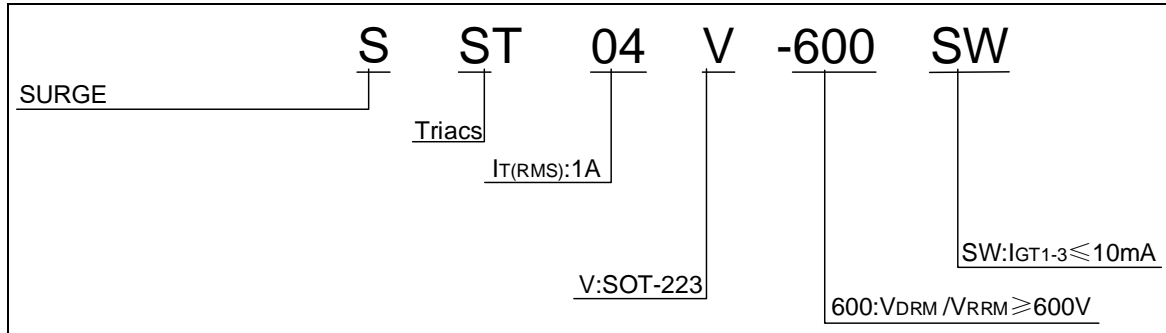 S ST 04 V -600 SW
SURGE
Triacs
IT(RMS):1A
SW:IGT1-3≤10mA
V:SOT-223
600:VDRM/VRRM≥600V